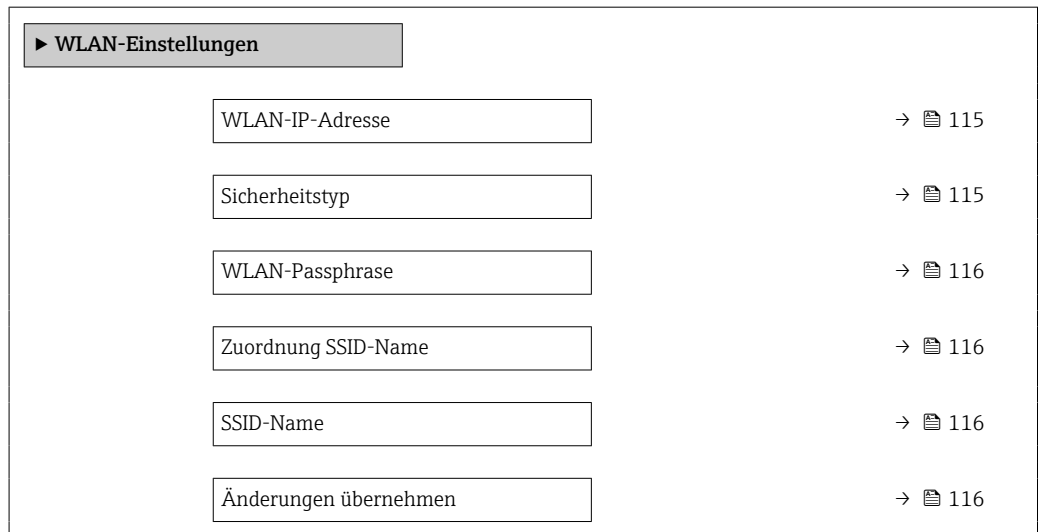 ▶ WLAN-Einstellungen
WLAN-IP-Adresse → 115
Sicherheitstyp → 115
WLAN-Passphrase → 116
Zuordnung SSID-Name → 116
SSID-Name → 116
Änderungen übernehmen → 116